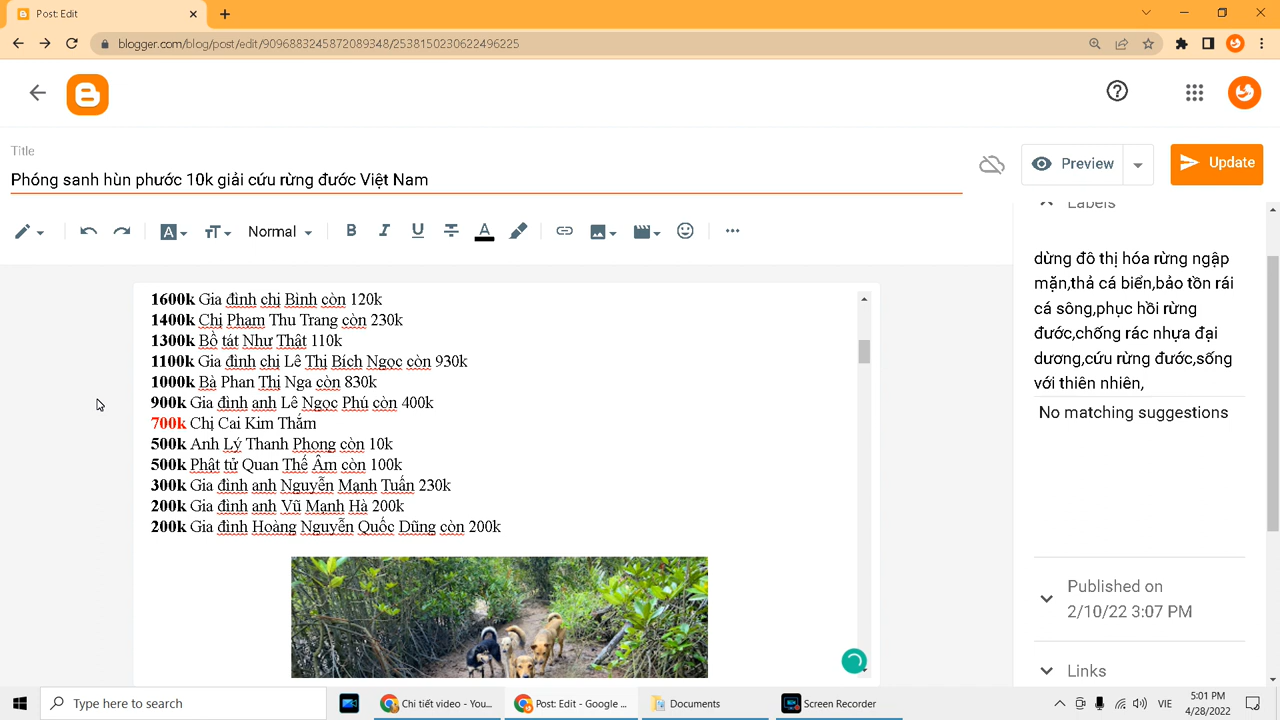 Post: Edit
blogger.com/blog/post/edit/9096883245872089348/2538150230622496225
Title
Phóng sanh hùn phước 10k giải cứu rừng đước Việt Nam
Preview
Update
Normal
1600k Gia đình chị Bình còn 120k
1400k Chị Phạm Thu Trang còn 230k
1300k Bồ tát Như Thật 110k
1100k Gia đình chị Lê Thị Bích Ngọc còn 930k
1000k Bà Phan Thị Nga còn 830k
900k Gia đình anh Lê Ngọc Phú còn 400k
700k Chị Cai Kim Thắm
500k Anh Lý Thanh Phong còn 10k
500k Phật tử Quan Thế Âm còn 100k
300k Gia đình anh Nguyễn Mạnh Tuấn 230k
200k Gia đình anh Vũ Mạnh Hà 200k
200k Gia đình Hoàng Nguyễn Quốc Dũng còn 200k
Labels
dừng đô thị hóa rừng ngập
mặn,thả cá biển,bảo tồn rái
cá sông,phục hồi rừng
đước,chống rác nhựa đại
dương,cứu rừng đước,sống
với thiên nhiên,
No matching suggestions
Published on
2/10/22 3:07 PM
Links
Type here to search
Chi tiết video - You...
Post: Edit - Google ...
Documents
Screen Recorder
VIE
5:01 PM
4/28/2022